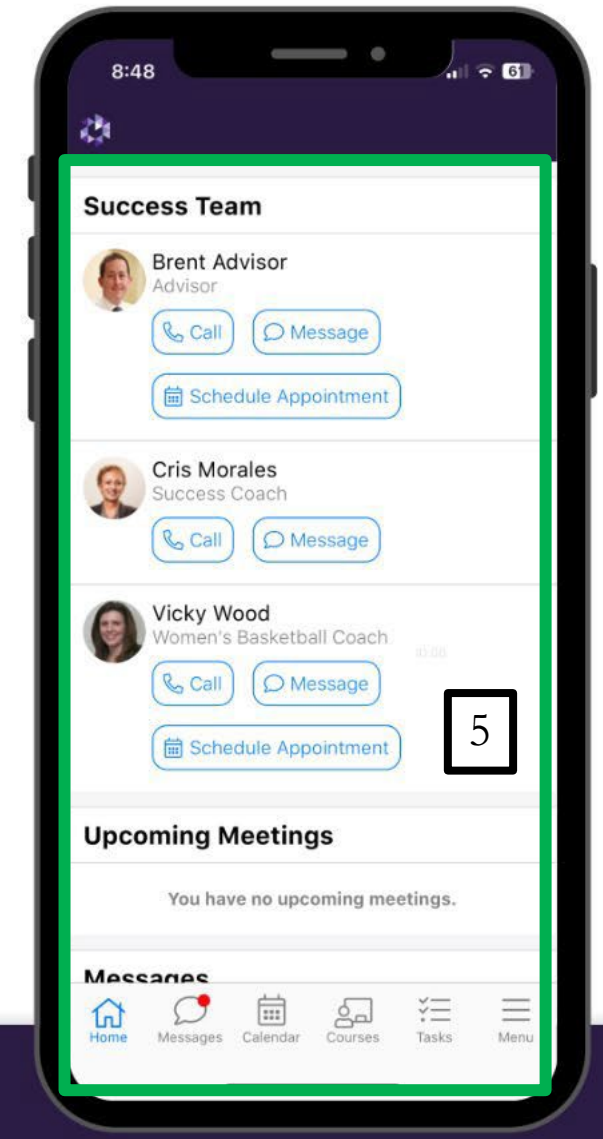 8:48
61
Success Team
Brent Advisor
Advisor
Call Message
Schedule Appointment
Cris Morales
Success Coach
Call Message
Vicky Wood
Women's Basketball Coach
Call Message
Schedule Appointment
5
Upcoming Meetings
You have no upcoming meetings.
Messages
Home Messages Calendar Courses Tasks Menu